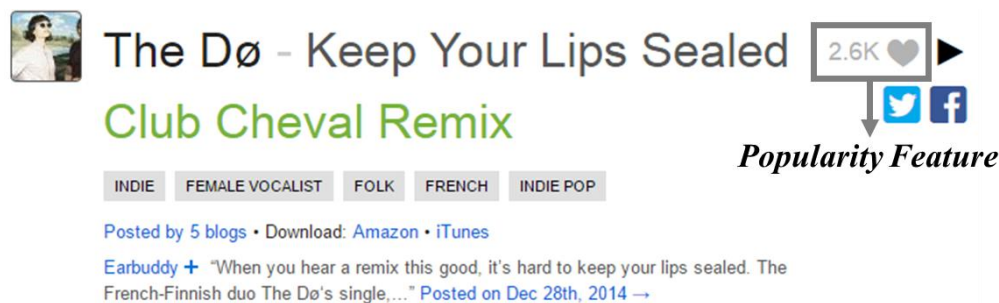 The Dø - Keep Your Lips Sealed 2.6K
Club Cheval Remix
Popularity Feature
INDIE FEMALE VOCALIST FOLK FRENCH INDIE POP
Posted by 5 blogs • Download: Amazon • iTunes
Earbuddy + “When you hear a remix this good, it's hard to keep your lips sealed. The
French-Finnish duo The Dø's single,...” Posted on Dec 28th, 2014 →